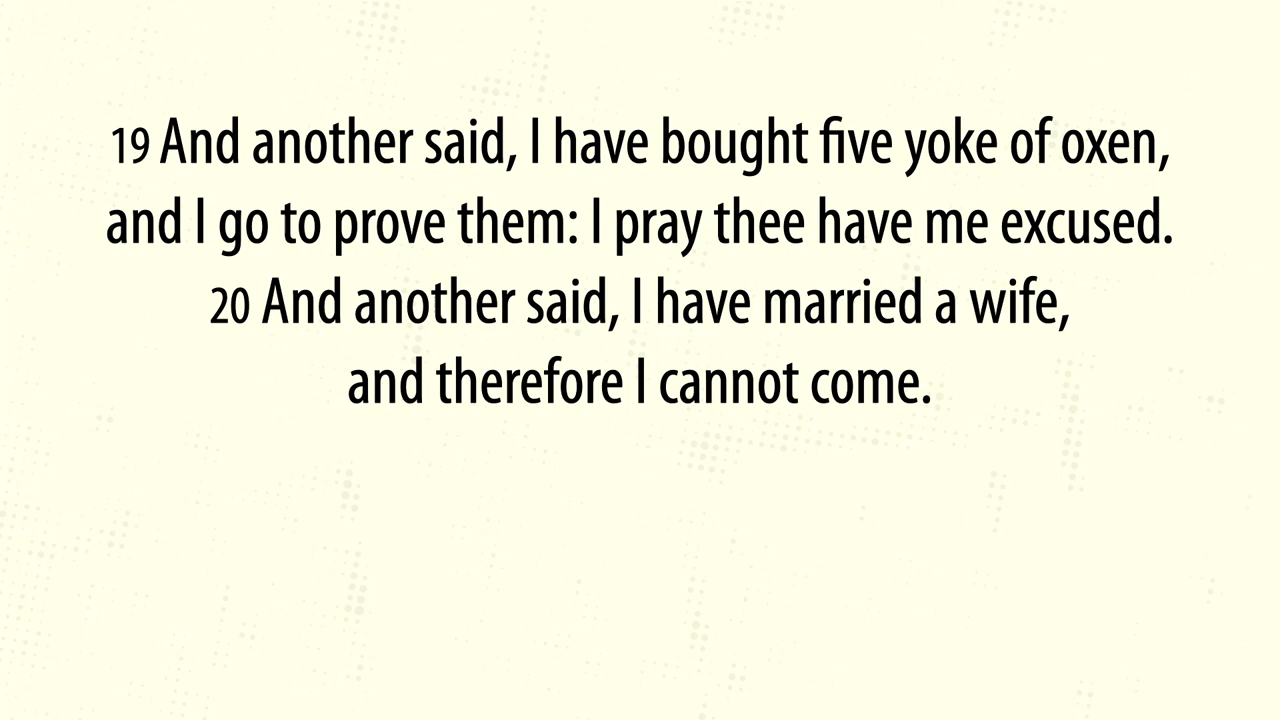 19 And another said, I have bought five yoke of oxen,
and I go to prove them: I pray thee have me excused.
20 And another said, I have married a wife,
and therefore I cannot come.